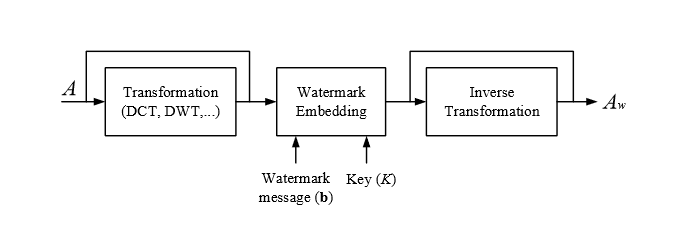 A
Transformation
(DCT, DWT,...)
Watermark
Embedding
Inverse
Transformation
Aw
Watermark
message (b)
Key (K)